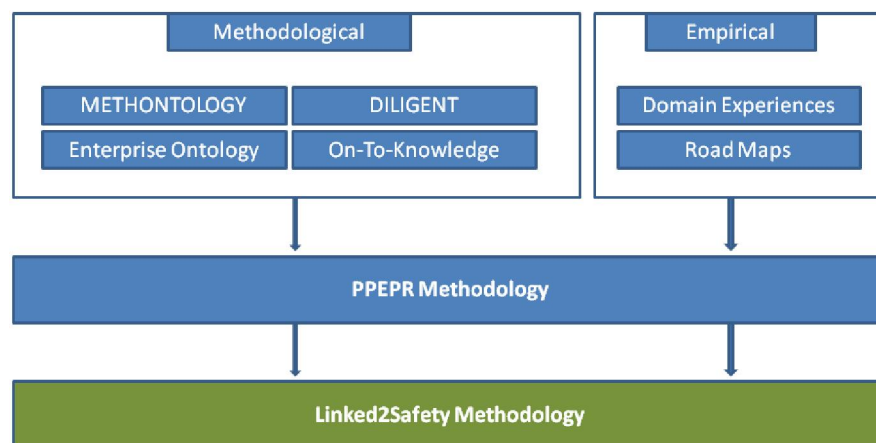 Methodological
METHONTOLOGY
DILIGENT
Enterprise Ontology
On-To-Knowledge
Empirical
Domain Experiences
Road Maps
PPEPR Methodology
Linked2Safety Methodology